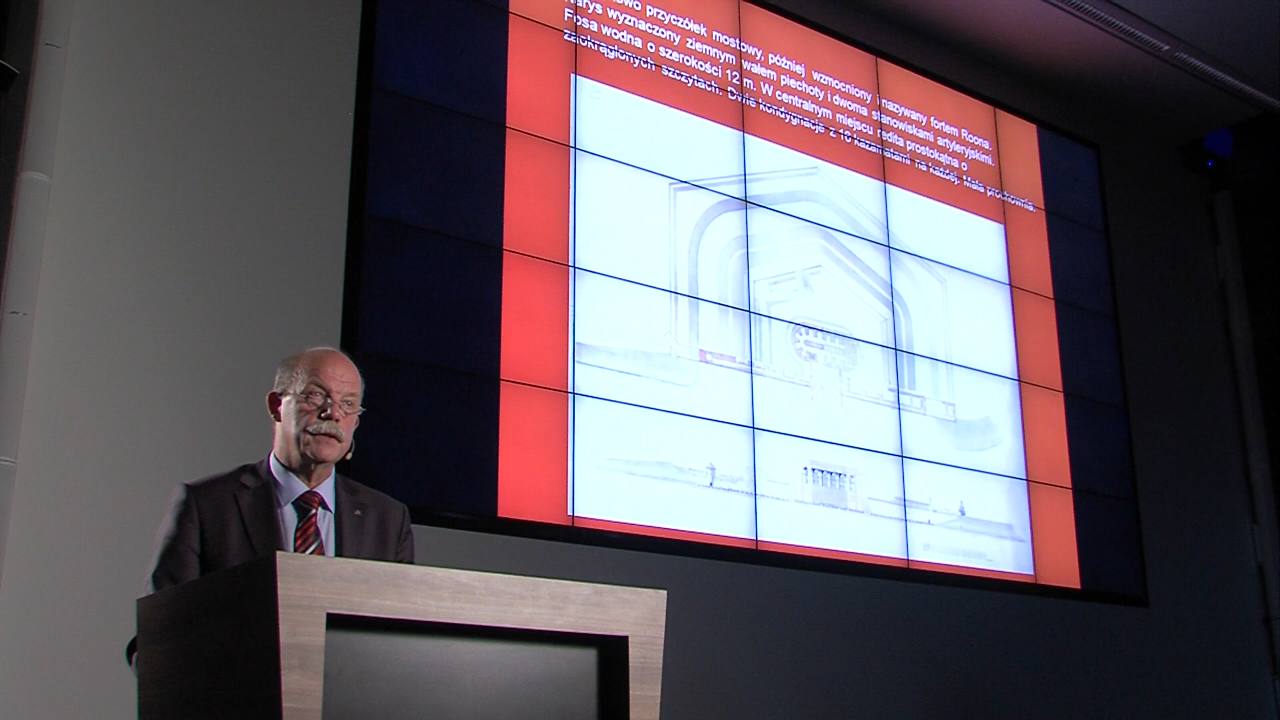 przyczółek mostowy, później wzmocniony i nazywany fortem Roona.
Narys wyznaczony ziemnym wałem piechoty i dwoma stanowiskami artyleryjskimi.
Fosa wodna o szerokości 12 m. W centralnym miejscu redita prostokątna o
zaokrąglonych szczytach. Dwie kondygnacje z 10 kazamatami na każdej. Mała prochownia.